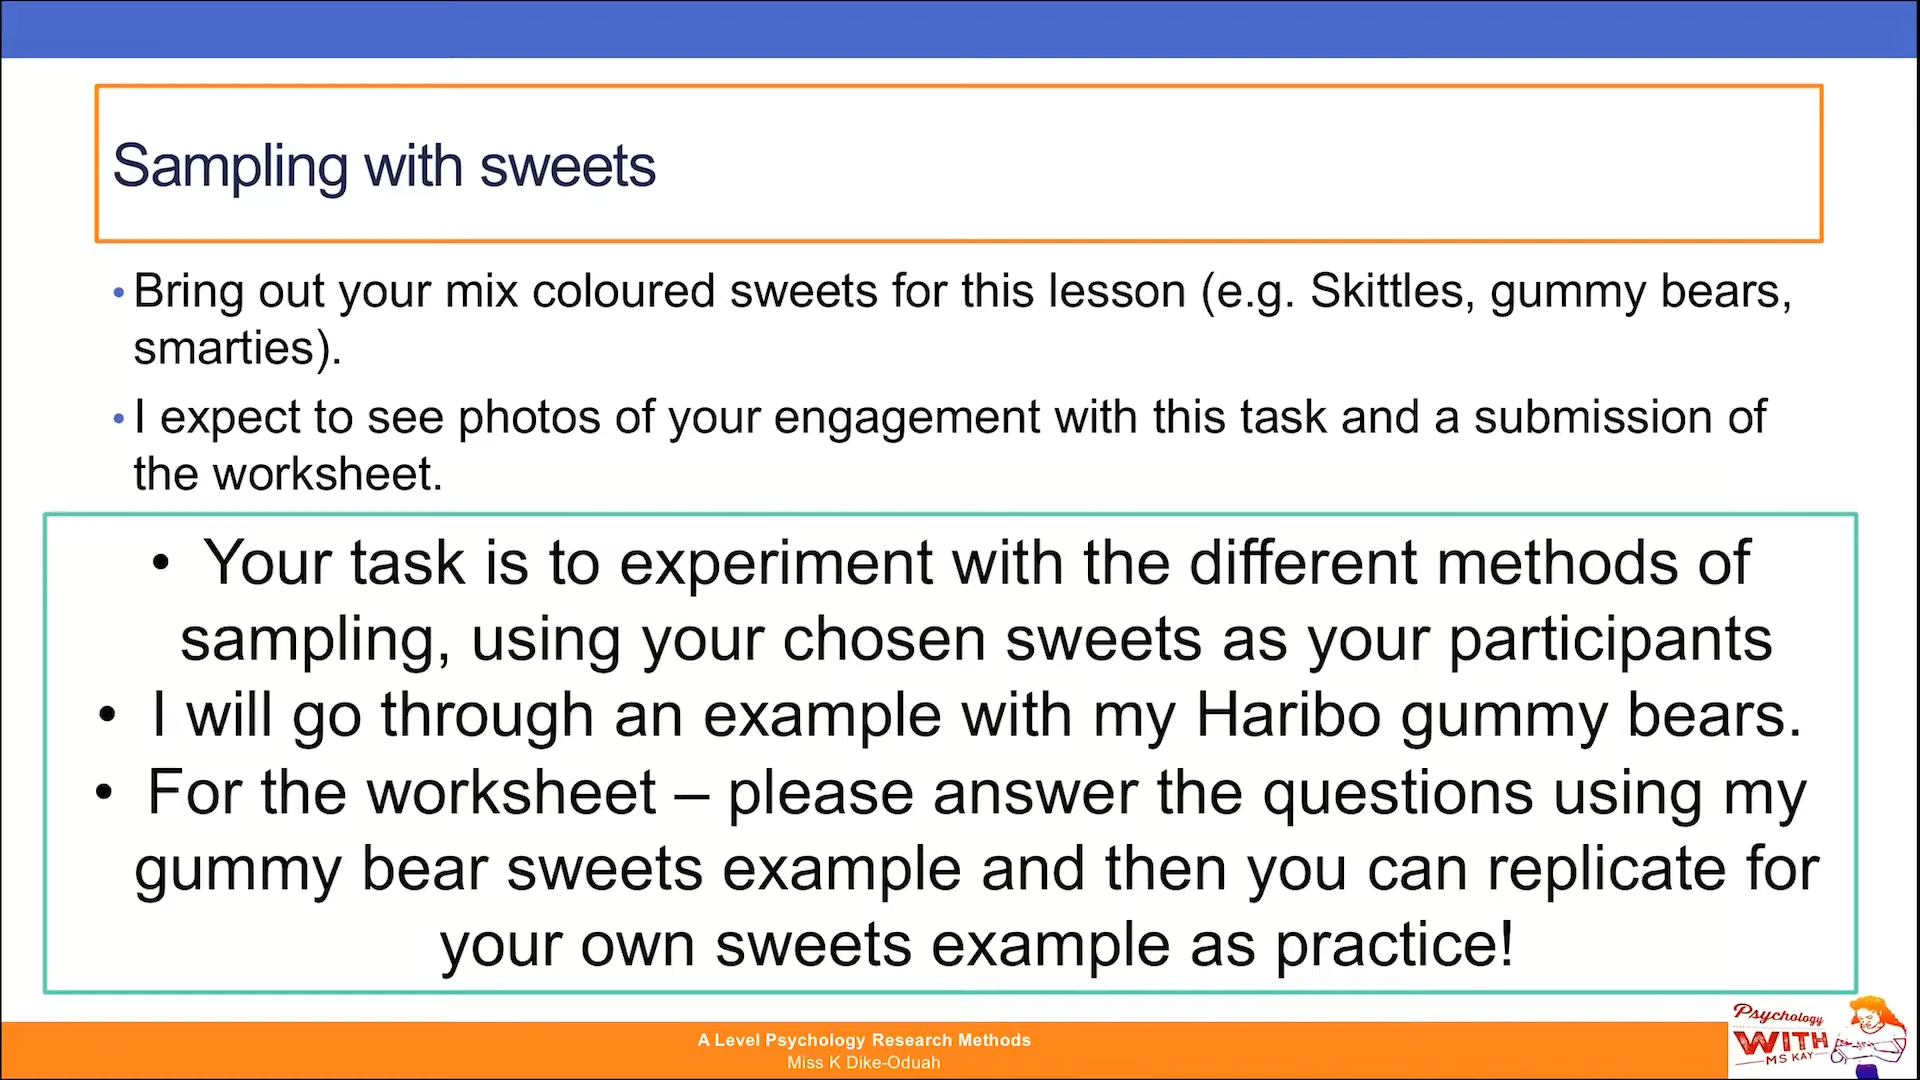 Sampling with sweets
• Bring out your mix coloured sweets for this lesson (e.g. Skittles, gummy bears,
smarties).
• I expect to see photos of your engagement with this task and a submission of
the worksheet.
• Your task is to experiment with the different methods of
sampling, using your chosen sweets as your participants
• I will go through an example with my Haribo gummy bears.
• For the worksheet – please answer the questions using my
gummy bear sweets example and then you can replicate for
your own sweets example as practice!
A Level Psychology Research Methods
Miss K Dike-Oduah
Psychology
WITH
MS KAY